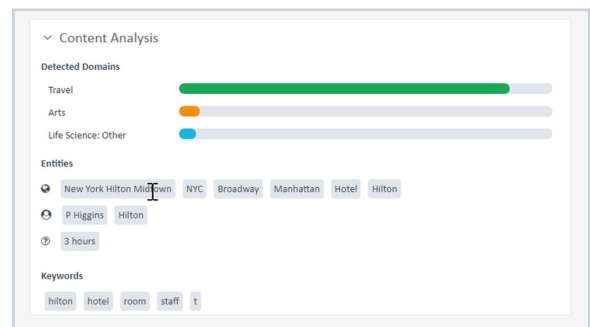 Content Analysis
Detected Domains
Travel
Arts
Life Science: Other
Entities
New York Hilton Midtown NYC Broadway Manhattan Hotel Hilton
P Higgins Hilton
3 hours
Keywords
hilton hotel room staff t